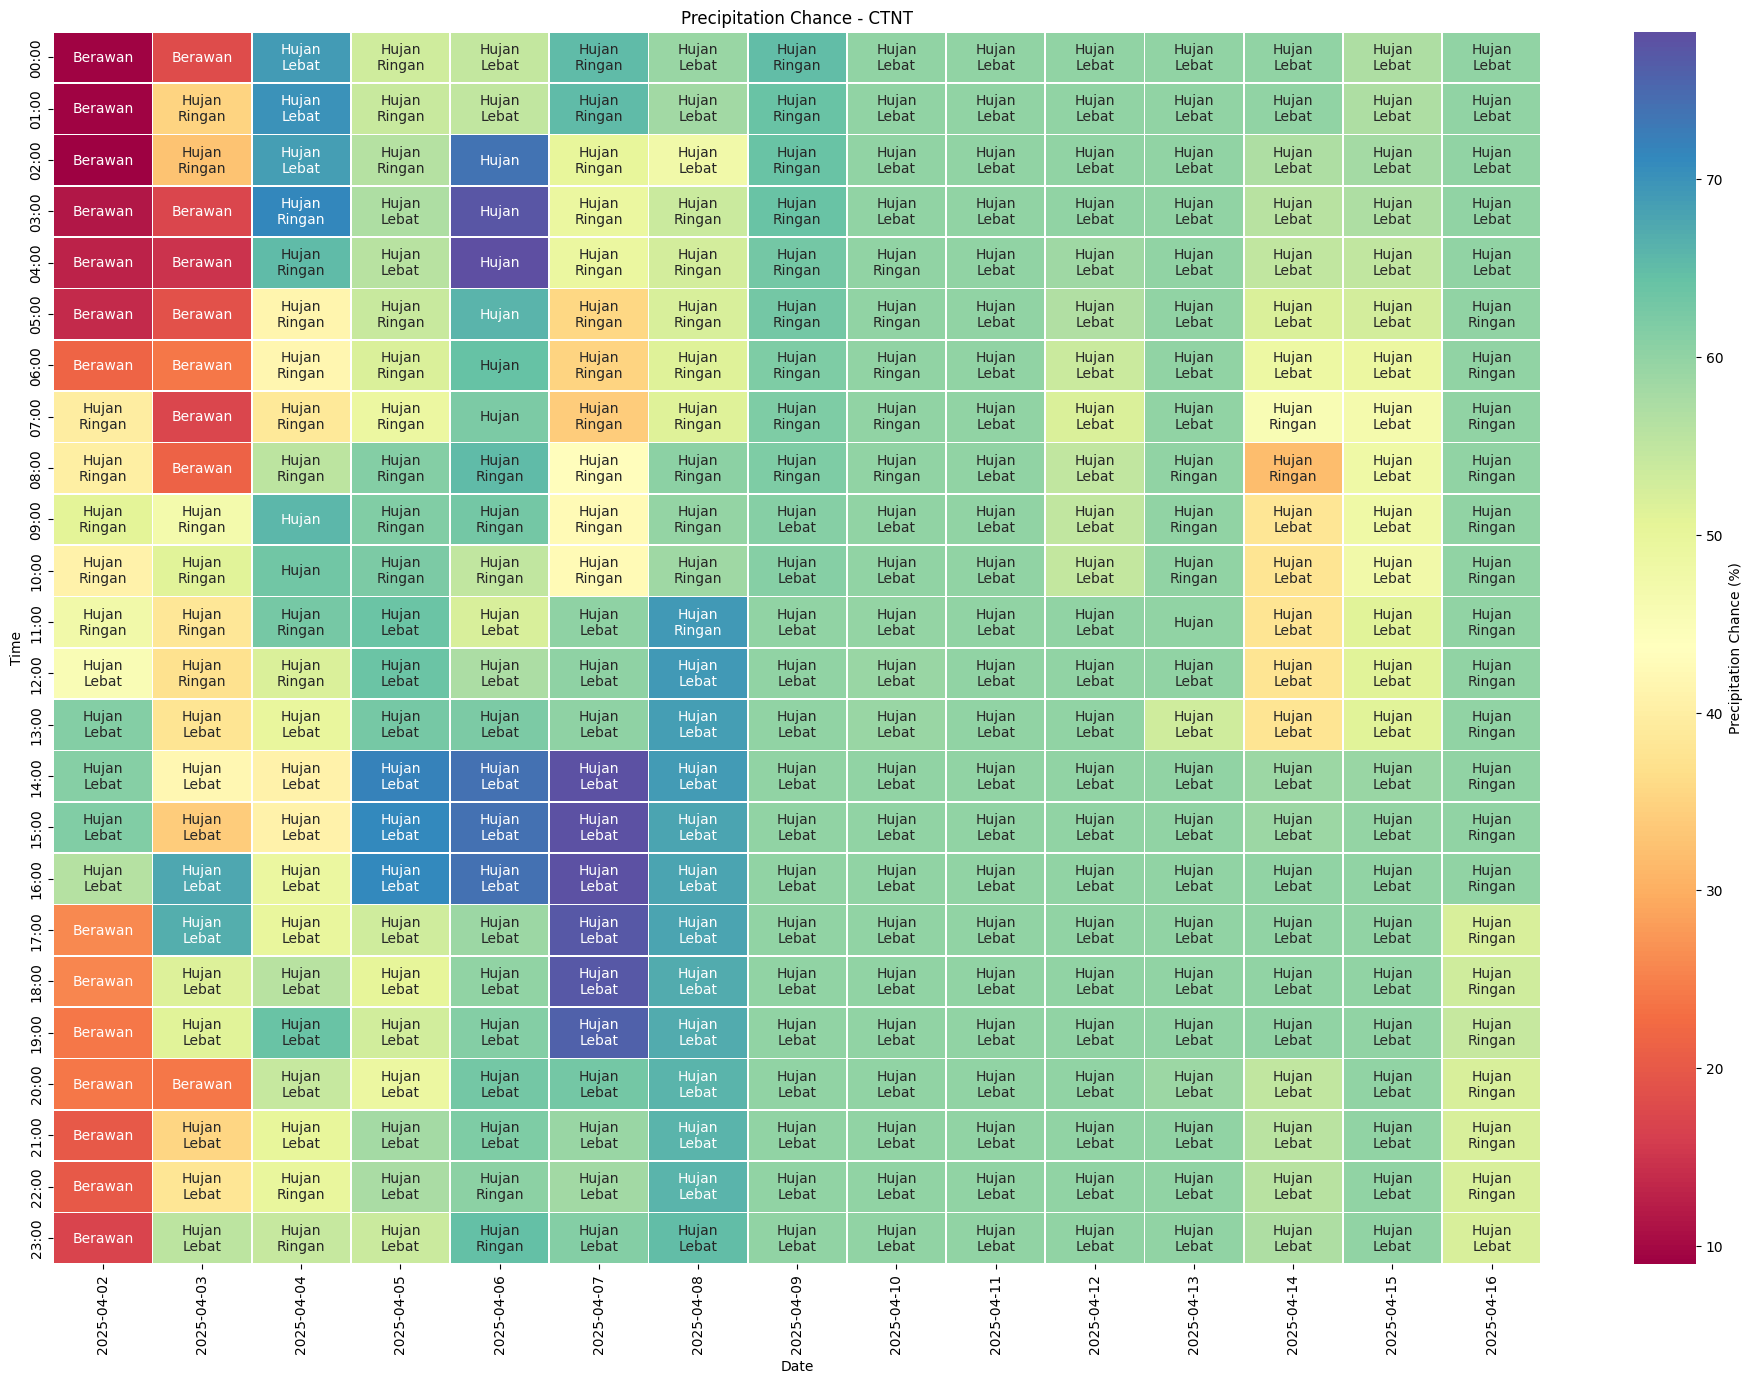 Precipitation Chance - CTNT
Time
00:00 Berawan Berawan Hujan Lebat Hujan Ringan Hujan Lebat Hujan Ringan Hujan Lebat Hujan Ringan Hujan Lebat Hujan Lebat Hujan Lebat Hujan Lebat Hujan Lebat Hujan Lebat Hujan Lebat
01:00 Berawan Hujan Ringan Hujan Lebat Hujan Ringan Hujan Lebat Hujan Ringan Hujan Lebat Hujan Ringan Hujan Lebat Hujan Lebat Hujan Lebat Hujan Lebat Hujan Lebat Hujan Lebat Hujan Lebat
02:00 Berawan Hujan Ringan Hujan Lebat Hujan Ringan Hujan Hujan Ringan Hujan Lebat Hujan Ringan Hujan Lebat Hujan Lebat Hujan Lebat Hujan Lebat Hujan Lebat Hujan Lebat Hujan Lebat
03:00 Berawan Berawan Hujan Ringan Hujan Lebat Hujan Hujan Ringan Hujan Ringan Hujan Ringan Hujan Lebat Hujan Lebat Hujan Lebat Hujan Lebat Hujan Lebat Hujan Lebat Hujan Lebat
04:00 Berawan Berawan Hujan Ringan Hujan Lebat Hujan Hujan Ringan Hujan Ringan Hujan Ringan Hujan Ringan Hujan Lebat Hujan Lebat Hujan Lebat Hujan Lebat Hujan Lebat Hujan Lebat
05:00 Berawan Berawan Hujan Ringan Hujan Ringan Hujan Hujan Ringan Hujan Ringan Hujan Ringan Hujan Ringan Hujan Lebat Hujan Lebat Hujan Lebat Hujan Lebat Hujan Lebat Hujan Ringan
06:00 Berawan Berawan Hujan Ringan Hujan Ringan Hujan Hujan Ringan Hujan Ringan Hujan Ringan Hujan Ringan Hujan Lebat Hujan Lebat Hujan Lebat Hujan Lebat Hujan Lebat Hujan Ringan
07:00 Hujan Ringan Berawan Hujan Ringan Hujan Ringan Hujan Hujan Ringan Hujan Ringan Hujan Ringan Hujan Ringan Hujan Lebat Hujan Lebat Hujan Lebat Hujan Ringan Hujan Lebat Hujan Ringan
08:00 Hujan Ringan Berawan Hujan Ringan Hujan Ringan Hujan Ringan Hujan Ringan Hujan Ringan Hujan Ringan Hujan Ringan Hujan Lebat Hujan Lebat Hujan Ringan Hujan Ringan Hujan Lebat Hujan Ringan
09:00 Hujan Ringan Hujan Ringan Hujan Hujan Ringan Hujan Ringan Hujan Ringan Hujan Ringan Hujan Lebat Hujan Lebat Hujan Lebat Hujan Lebat Hujan Ringan Hujan Lebat Hujan Lebat Hujan Ringan
10:00 Hujan Ringan Hujan Ringan Hujan Hujan Ringan Hujan Ringan Hujan Ringan Hujan Ringan Hujan Lebat Hujan Lebat Hujan Lebat Hujan Lebat Hujan Ringan Hujan Lebat Hujan Lebat Hujan Ringan
11:00 Hujan Ringan Hujan Ringan Hujan Ringan Hujan Lebat Hujan Lebat Hujan Lebat Hujan Ringan Hujan Lebat Hujan Lebat Hujan Lebat Hujan Lebat Hujan Hujan Lebat Hujan Lebat Hujan Ringan
12:00 Hujan Lebat Hujan Ringan Hujan Ringan Hujan Lebat Hujan Lebat Hujan Lebat Hujan Lebat Hujan Lebat Hujan Lebat Hujan Lebat Hujan Lebat Hujan Lebat Hujan Lebat Hujan Lebat Hujan Ringan
13:00 Hujan Lebat Hujan Lebat Hujan Lebat Hujan Lebat Hujan Lebat Hujan Lebat Hujan Lebat Hujan Lebat Hujan Lebat Hujan Lebat Hujan Lebat Hujan Lebat Hujan Lebat Hujan Lebat Hujan Ringan
14:00 Hujan Lebat Hujan Lebat Hujan Lebat Hujan Lebat Hujan Lebat Hujan Lebat Hujan Lebat Hujan Lebat Hujan Lebat Hujan Lebat Hujan Lebat Hujan Lebat Hujan Lebat Hujan Lebat Hujan Ringan
15:00 Hujan Lebat Hujan Lebat Hujan Lebat Hujan Lebat Hujan Lebat Hujan Lebat Hujan Lebat Hujan Lebat Hujan Lebat Hujan Lebat Hujan Lebat Hujan Lebat Hujan Lebat Hujan Lebat Hujan Ringan
16:00 Hujan Lebat Hujan Lebat Hujan Lebat Hujan Lebat Hujan Lebat Hujan Lebat Hujan Lebat Hujan Lebat Hujan Lebat Hujan Lebat Hujan Lebat Hujan Lebat Hujan Lebat Hujan Lebat Hujan Ringan
17:00 Berawan Hujan Lebat Hujan Lebat Hujan Lebat Hujan Lebat Hujan Lebat Hujan Lebat Hujan Lebat Hujan Lebat Hujan Lebat Hujan Lebat Hujan Lebat Hujan Lebat Hujan Lebat Hujan Ringan
18:00 Berawan Hujan Lebat Hujan Lebat Hujan Lebat Hujan Lebat Hujan Lebat Hujan Lebat Hujan Lebat Hujan Lebat Hujan Lebat Hujan Lebat Hujan Lebat Hujan Lebat Hujan Lebat Hujan Ringan
19:00 Berawan Hujan Lebat Hujan Lebat Hujan Lebat Hujan Lebat Hujan Lebat Hujan Lebat Hujan Lebat Hujan Lebat Hujan Lebat Hujan Lebat Hujan Lebat Hujan Lebat Hujan Lebat Hujan Ringan
20:00 Berawan Berawan Hujan Lebat Hujan Lebat Hujan Lebat Hujan Lebat Hujan Lebat Hujan Lebat Hujan Lebat Hujan Lebat Hujan Lebat Hujan Lebat Hujan Lebat Hujan Lebat Hujan Ringan
21:00 Berawan Hujan Lebat Hujan Lebat Hujan Lebat Hujan Lebat Hujan Lebat Hujan Lebat Hujan Lebat Hujan Lebat Hujan Lebat Hujan Lebat Hujan Lebat Hujan Lebat Hujan Lebat Hujan Ringan
22:00 Berawan Hujan Lebat Hujan Ringan Hujan Lebat Hujan Ringan Hujan Lebat Hujan Lebat Hujan Lebat Hujan Lebat Hujan Lebat Hujan Lebat Hujan Lebat Hujan Lebat Hujan Lebat Hujan Ringan
23:00 Berawan Hujan Lebat Hujan Ringan Hujan Lebat Hujan Ringan Hujan Lebat Hujan Lebat Hujan Lebat Hujan Lebat Hujan Lebat Hujan Lebat Hujan Lebat Hujan Lebat Hujan Lebat Hujan Lebat
2025-04-02 2025-04-03 2025-04-04 2025-04-05 2025-04-06 2025-04-07 2025-04-08 2025-04-09 2025-04-10 2025-04-11 2025-04-12 2025-04-13 2025-04-14 2025-04-15 2025-04-16
Date
70
60
50
40
30
20
10
Precipitation Chance (%)